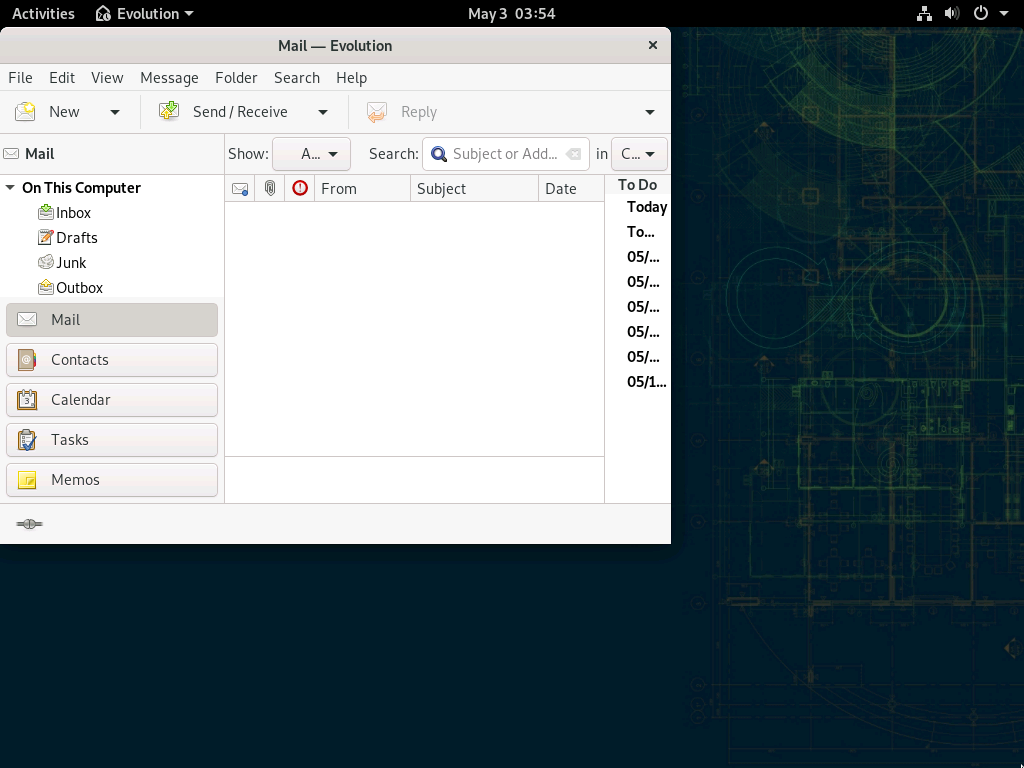 Activities Evolution May 3 03:54
Mail — Evolution
File Edit View Message Folder Search Help
New Send / Receive Reply
Mail Show: A... Search: Subject or Add... in C...
On This Computer
From Subject Date
To Do
Inbox
Drafts
Junk
Outbox
Today
To...
05/...
05/...
05/...
05/...
05/...
05/1...
Mail
Contacts
Calendar
Tasks
Memos